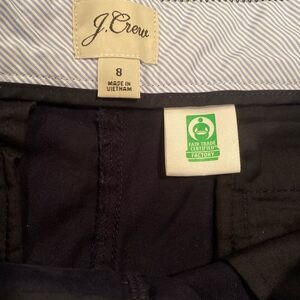 J.Crew
8
MADE IN
VIETNAM
FAIR TRADE
CERTIFIED
FACTORY